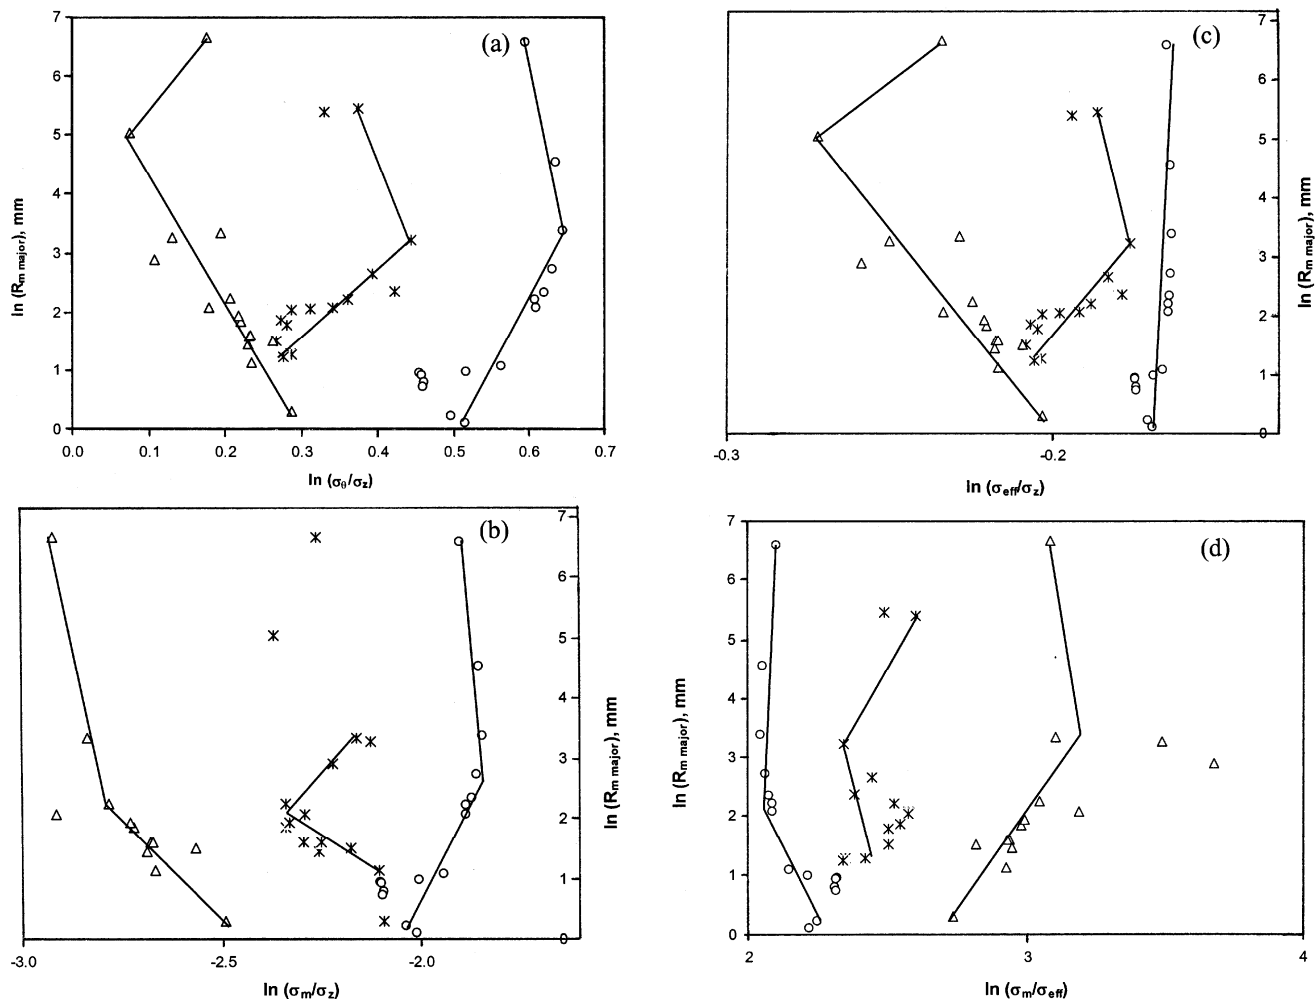 (a)
7
6
5
4
3
2
1
0
ln (Rm major), mm
0.0 0.1 0.2 0.3 0.4 0.5 0.6 0.7
ln (σθ/σz)
(c)
7
6
5
4
3
2
1
0
ln (Rm major), mm
-0.3 -0.2
ln (σeff/σz)
(b)
7
6
5
4
3
2
1
0
ln (Rm major), mm
-3.0 -2.5 -2.0
ln (σm/σz)
(d)
7
6
5
4
3
2
1
0
ln (Rm major), mm
2 3 4
ln (σm/σeff)